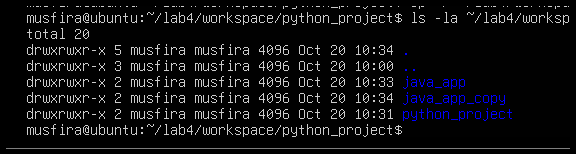 musfira@ubuntu:~/lab4/workspace/python_project$ ls -la ~/lab4/worksp
total 20
drwxrwxr-x 5 musfira musfira 4096 Oct 20 10:34 .
drwxrwxr-x 3 musfira musfira 4096 Oct 20 10:00 ..
drwxrwxr-x 2 musfira musfira 4096 Oct 20 10:33 java_app
drwxrwxr-x 2 musfira musfira 4096 Oct 20 10:34 java_app_copy
drwxrwxr-x 2 musfira musfira 4096 Oct 20 10:31 python_project
musfira@ubuntu:~/lab4/workspace/python_project$